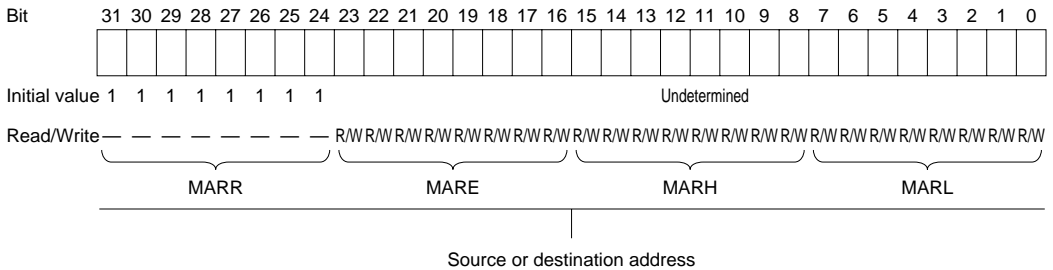 Bit 31 30 29 28 27 26 25 24 23 22 21 20 19 18 17 16 15 14 13 12 11 10 9 8 7 6 5 4 3 2 1 0
Initial value 1 1 1 1 1 1 1 1 Undetermined
Read/Write — — — — — — — — R/W R/W R/W R/W R/W R/W R/W R/W R/W R/W R/W R/W R/W R/W R/W R/W R/W R/W R/W R/W R/W R/W R/W R/W
MARR MARE MARH MARL
Source or destination address